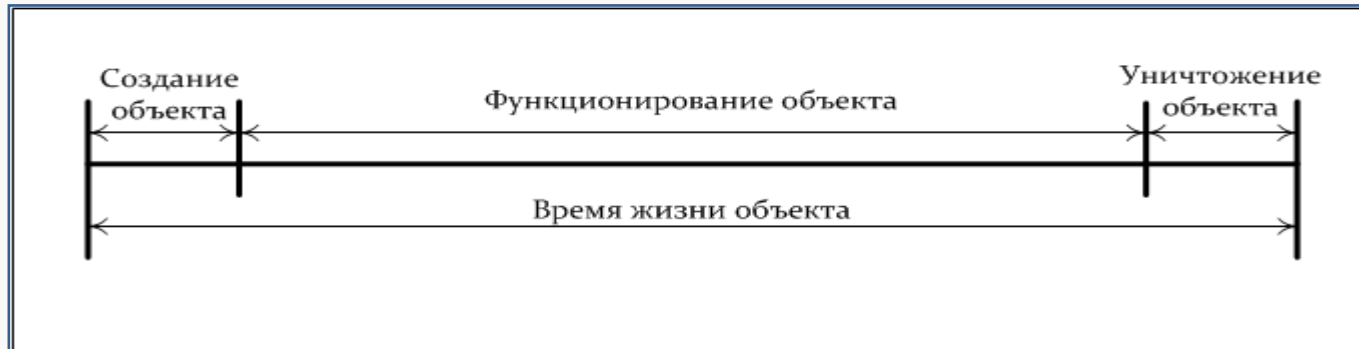 Создание
объекта
Функционирование объекта
Уничтожение
объекта
Время жизни объекта